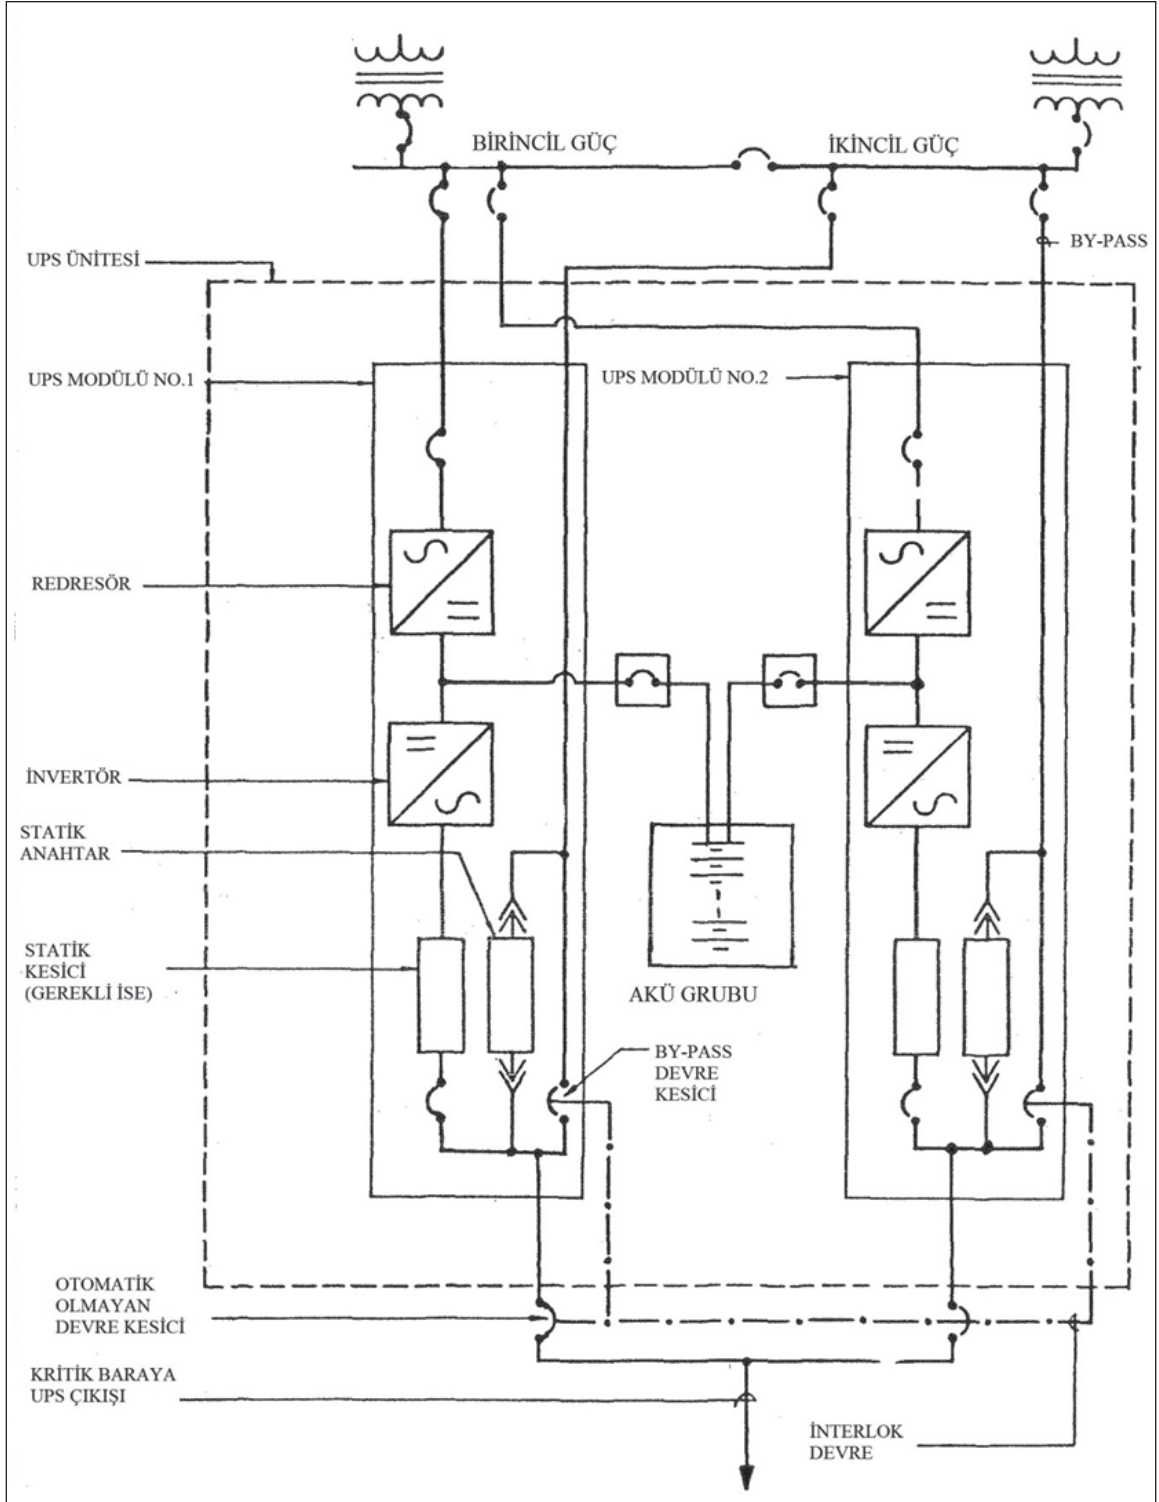 BİRİNCİL GÜÇ
İKİNCİL GÜÇ
BY-PASS
UPS ÜNİTESİ
UPS MODÜLÜ NO.1
UPS MODÜLÜ NO.2
REDRESÖR
İNVERTÖR
STATİK
ANAHTAR
STATİK
KESİCİ
(GEREKLİ İSE)
AKÜ GRUBU
BY-PASS
DEVRE
KESİCİ
OTOMATİK
OLMAYAN
DEVRE KESİCİ
KRİTİK BARAYA
UPS ÇIKIŞI
İNTERLOK
DEVRE